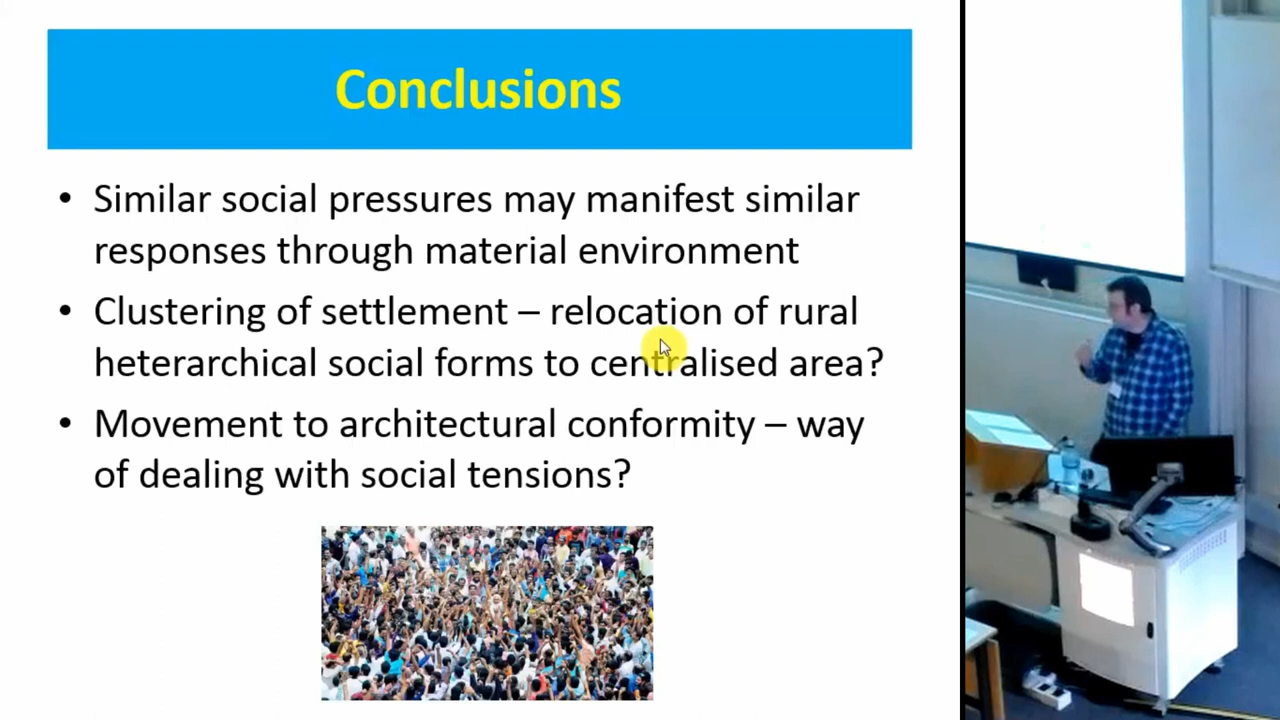 Conclusions
• Similar social pressures may manifest similar
responses through material environment
• Clustering of settlement – relocation of rural
heterarchical social forms to centralised area?
• Movement to architectural conformity – way
of dealing with social tensions?